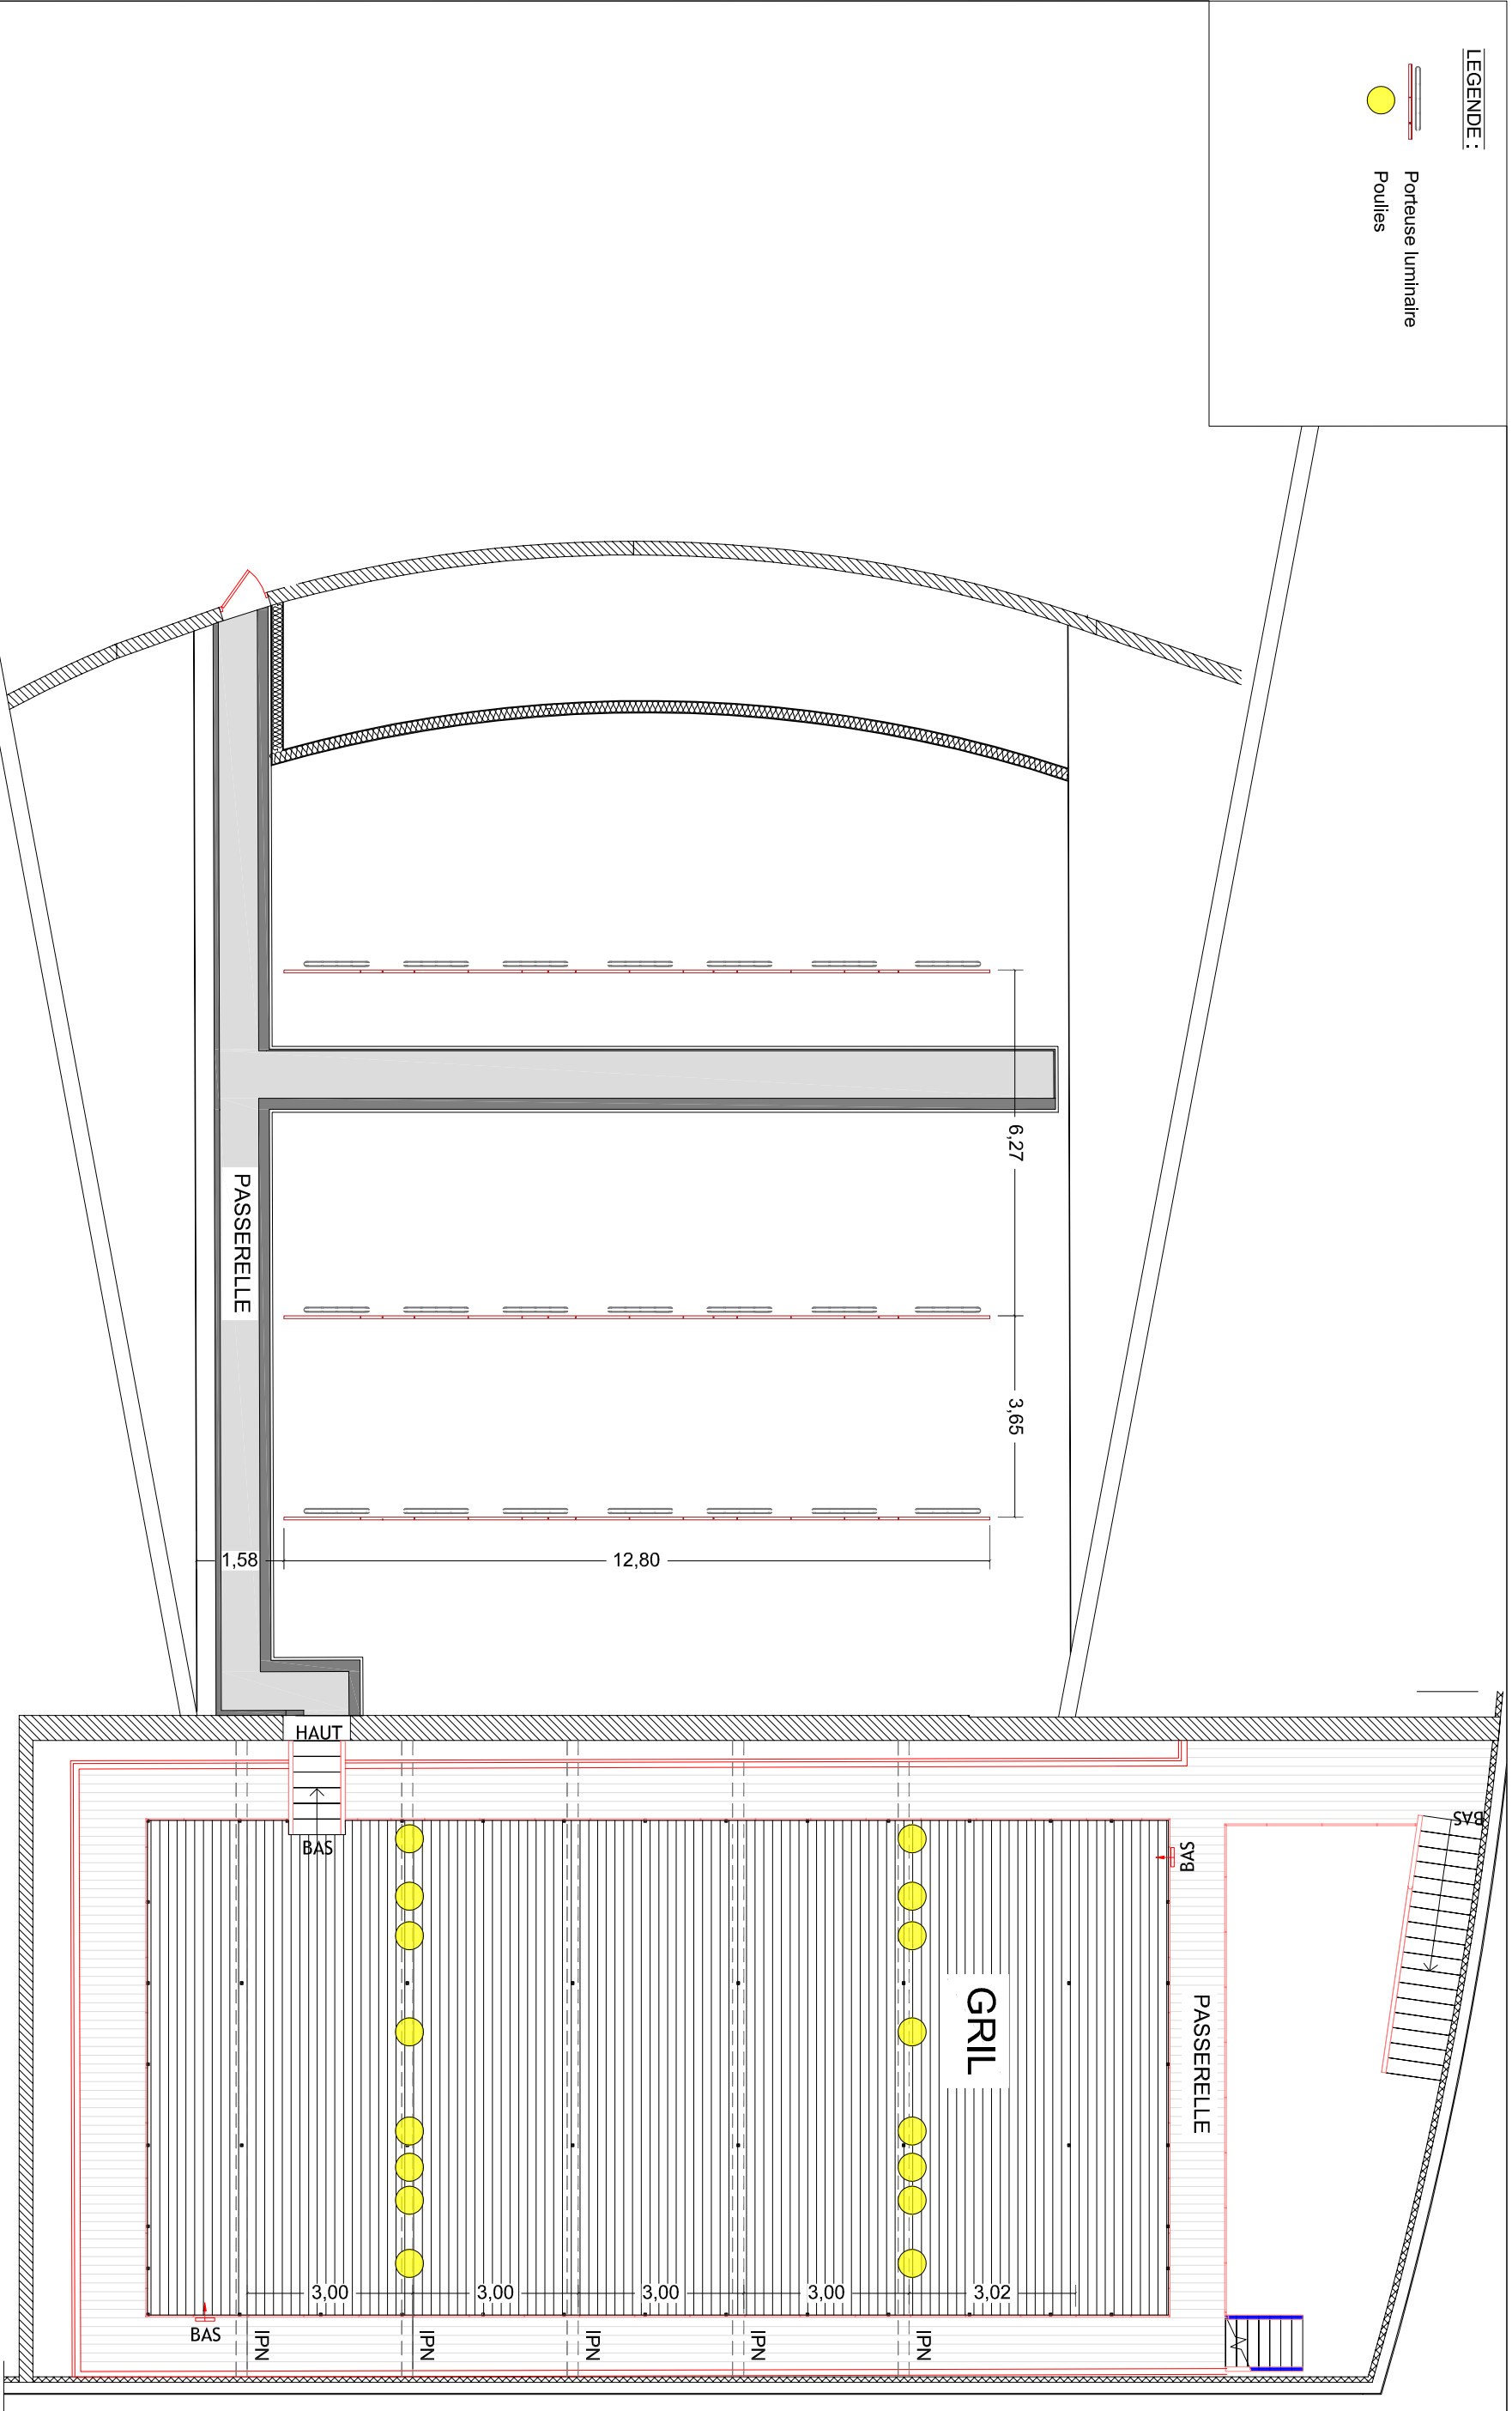 LEGENDE :
Porteuse luminaire
Poulies
6,27
3,65
PASSERELLE
1,58
12,80
HAUT
BAS
BAS
BAS
GRIL
PASSERELLE
3,00
3,00
3,00
3,00
3,02
BAS
IPN
IPN
IPN
IPN
IPN